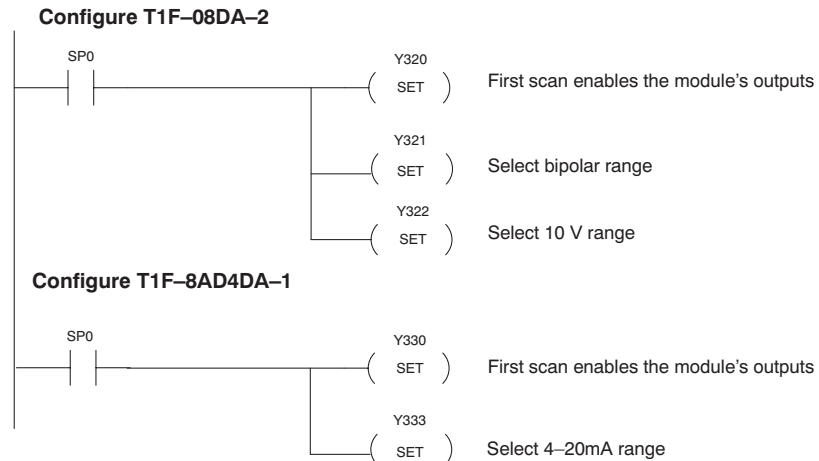 Configure T1F–08DA–2
SP0
Y320
SET
First scan enables the module's outputs
Y321
SET
Select bipolar range
Y322
SET
Select 10 V range
Configure T1F–8AD4DA–1
SP0
Y330
SET
First scan enables the module's outputs
Y333
SET
Select 4–20mA range